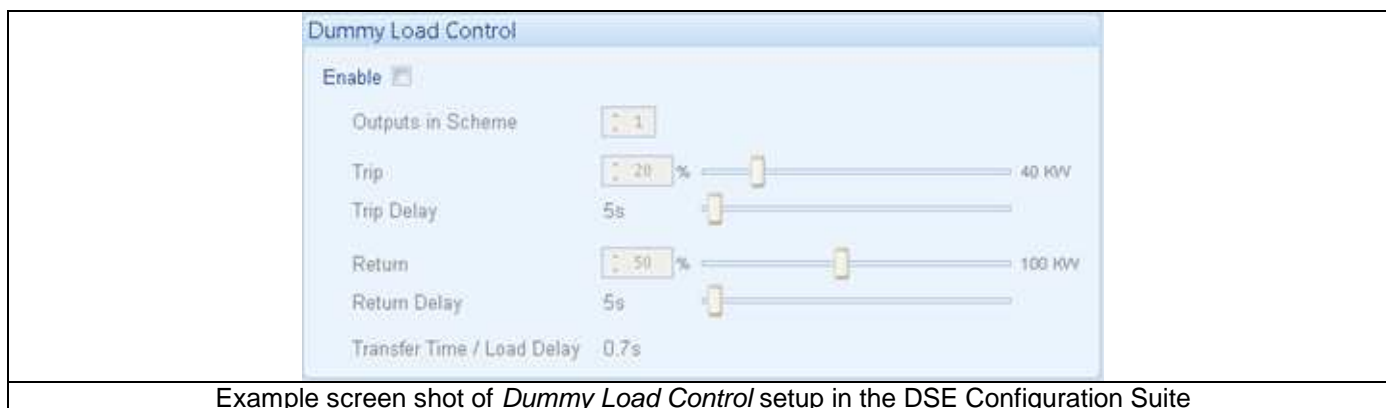 Dummy Load Control
Enable
Outputs in Scheme 1
Trip 20 % 40 KW
Trip Delay 5s
Return 50 % 100 KW
Return Delay 5s
Transfer Time / Load Delay 0.7s
Example screen shot of Dummy Load Control setup in the DSE Configuration Suite